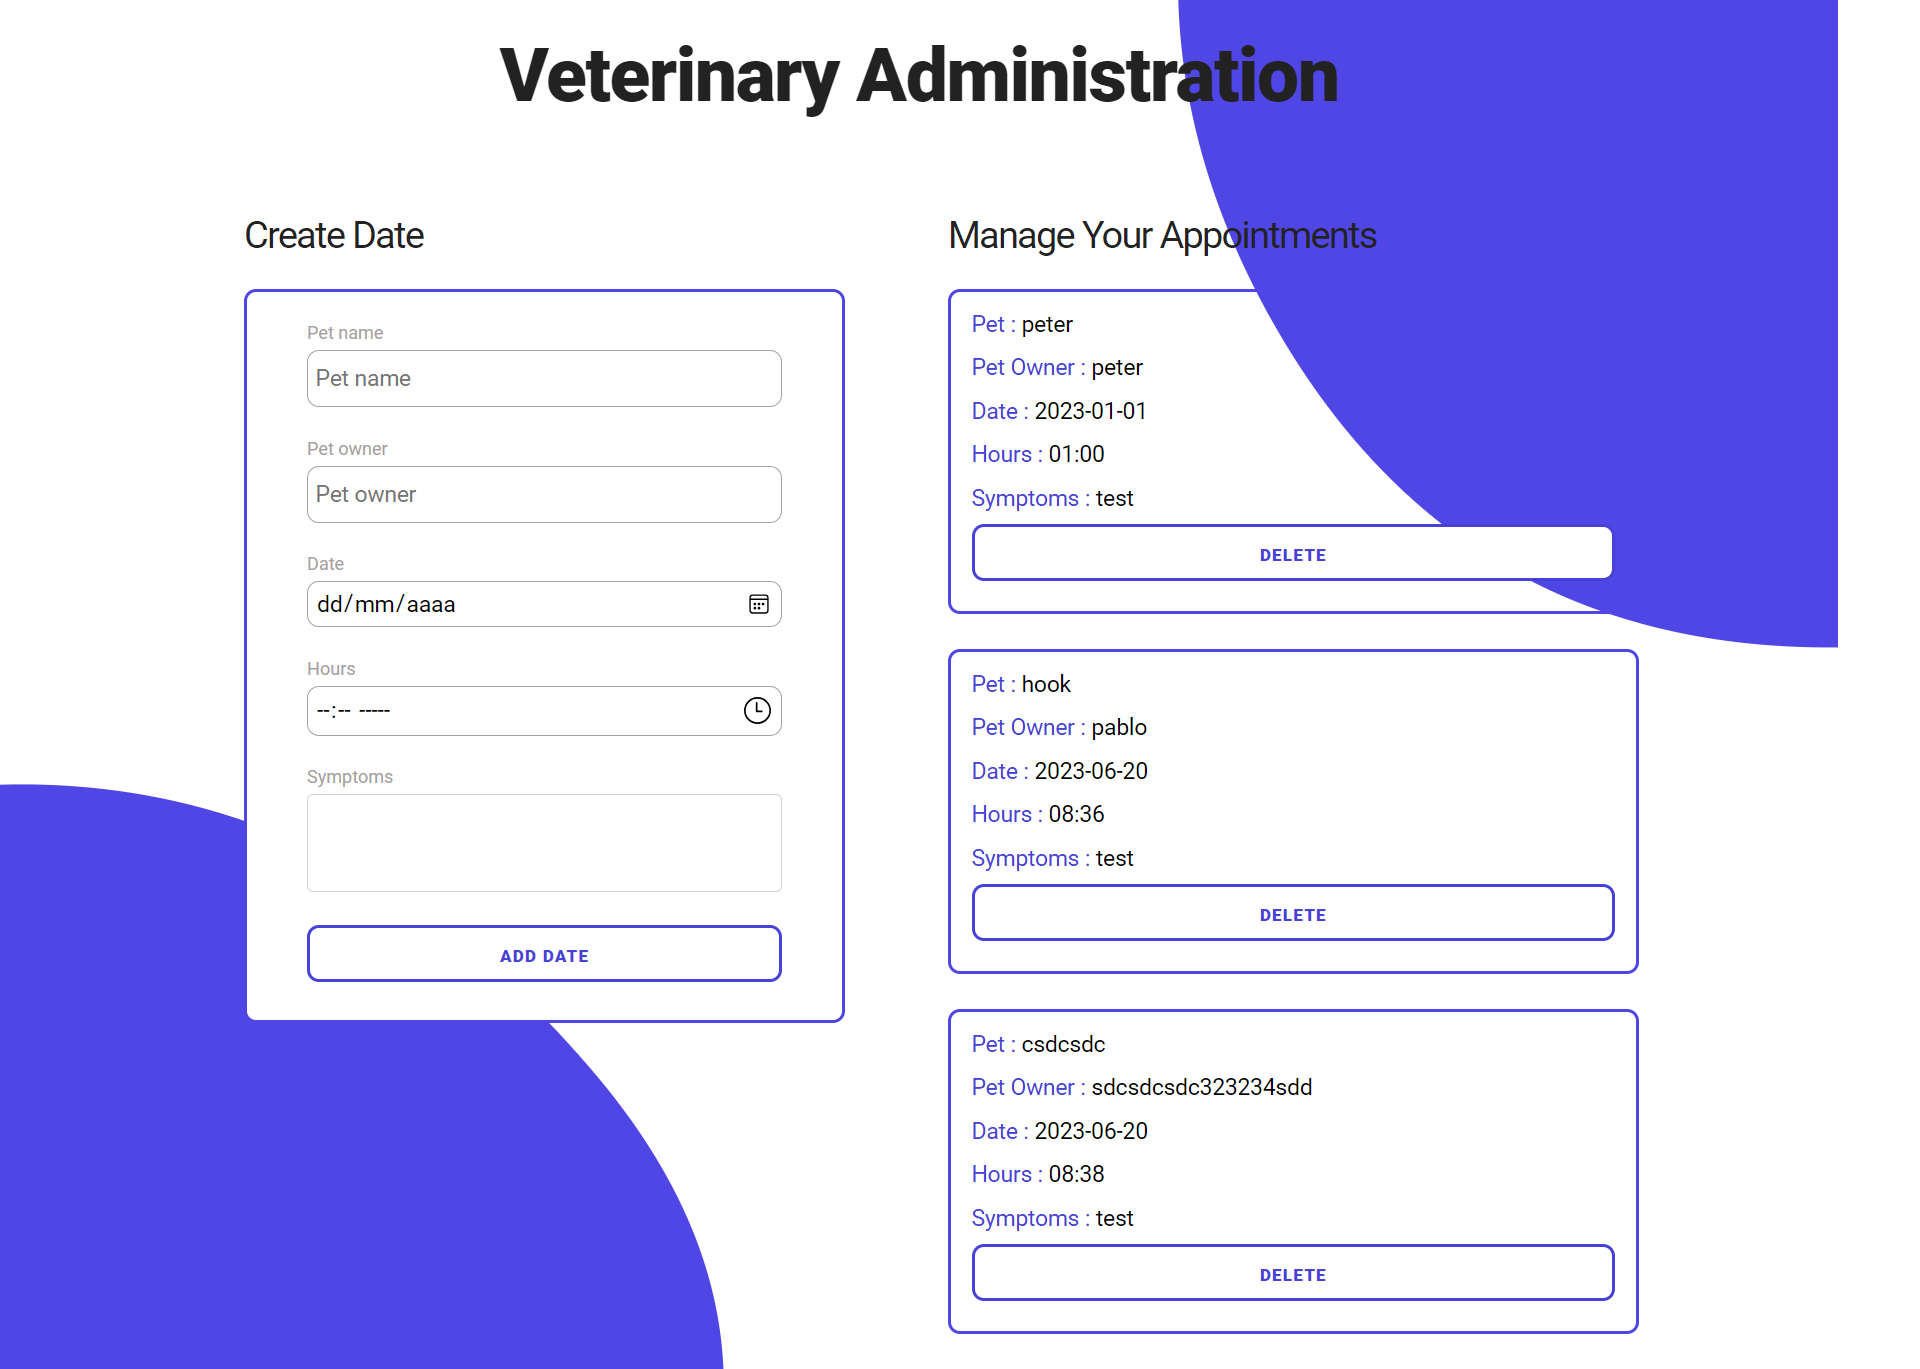 Veterinary Administration
Create Date
Pet name
Pet name
Pet owner
Pet owner
Date
dd/mm/aaaa
Hours
--:-- -----
Symptoms
ADD DATE
Manage Your Appointments
Pet : peter
Pet Owner : peter
Date : 2023-01-01
Hours : 01:00
Symptoms : test
DELETE
Pet : hook
Pet Owner : pablo
Date : 2023-06-20
Hours : 08:36
Symptoms : test
DELETE
Pet : csdcsdc
Pet Owner : sdcsdcsdc323234sdd
Date : 2023-06-20
Hours : 08:38
Symptoms : test
DELETE